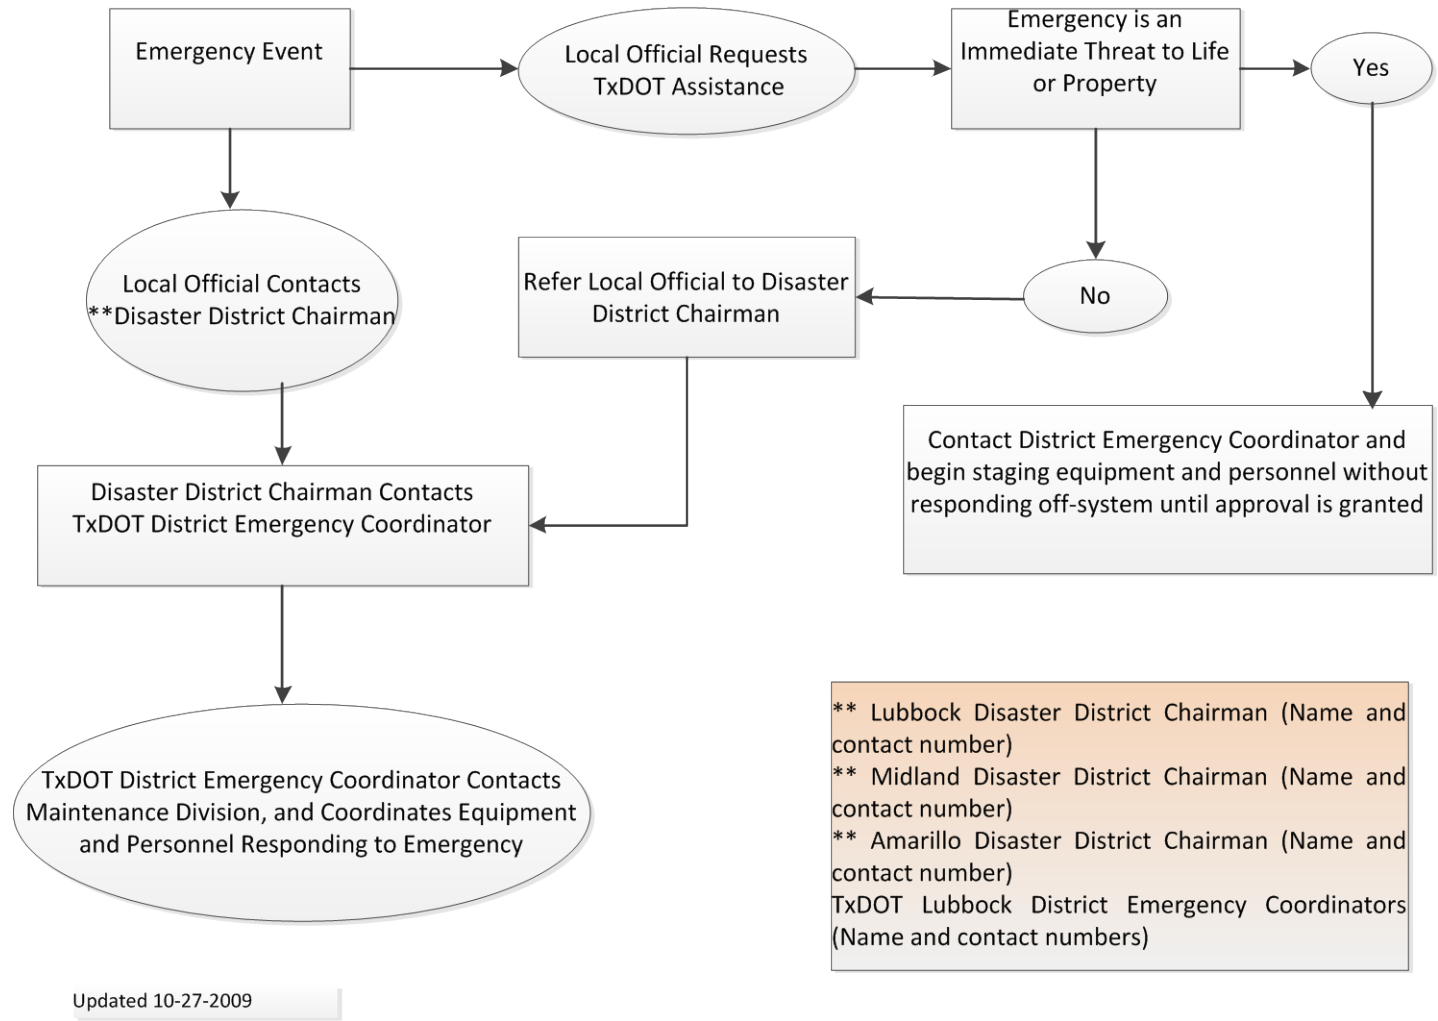 Emergency Event
Local Official Requests
TxDOT Assistance
Emergency is an
Immediate Threat to Life
or Property
Yes
Local Official Contacts
**Disaster District Chairman
Refer Local Official to Disaster
District Chairman
No
Contact District Emergency Coordinator and
begin staging equipment and personnel without
responding off-system until approval is granted
Disaster District Chairman Contacts
TxDOT District Emergency Coordinator
TxDOT District Emergency Coordinator Contacts
Maintenance Division, and Coordinates Equipment
and Personnel Responding to Emergency
** Lubbock Disaster District Chairman (Name and
contact number)
** Midland Disaster District Chairman (Name and
contact number)
** Amarillo Disaster District Chairman (Name and
contact number)
TxDOT Lubbock District Emergency Coordinators
(Name and contact numbers)
Updated 10-27-2009